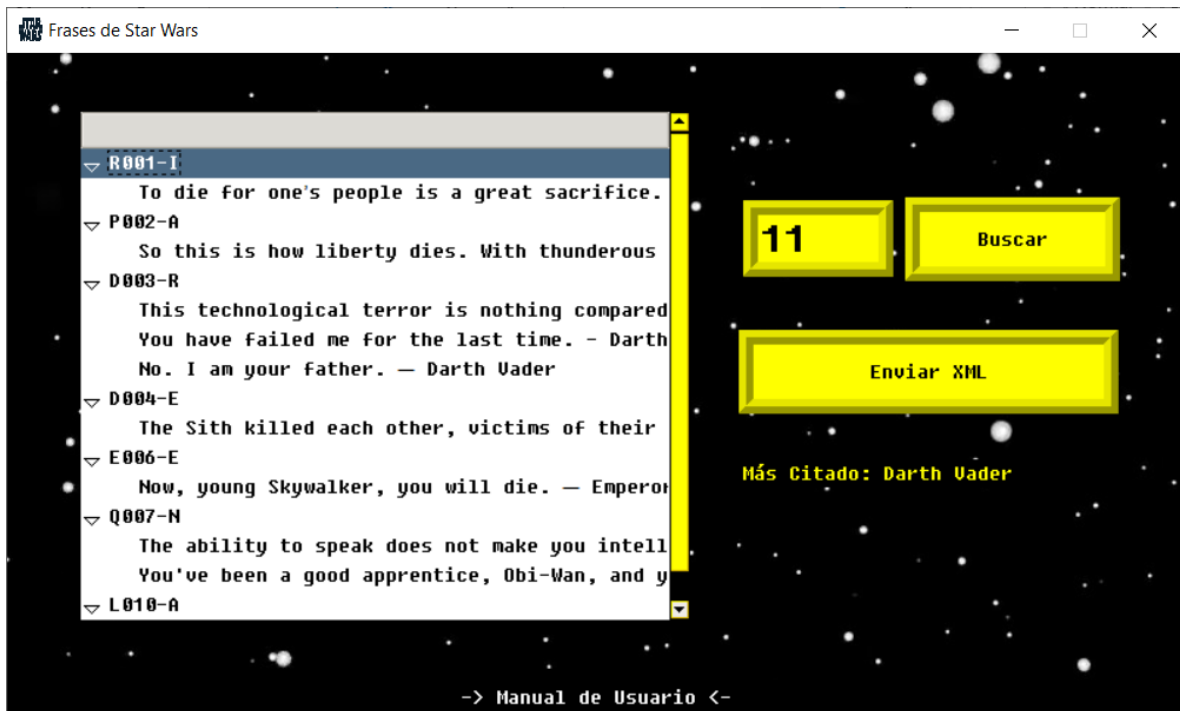 STAR WARS Frases de Star Wars
R001-I
To die for one's people is a great sacrifice.
P002-A
So this is how liberty dies. With thunderous
D003-R
This technological terror is nothing compared
You have failed me for the last time. - Darth
No. I am your father. — Darth Vader
D004-E
The Sith killed each other, victims of their
E006-E
Now, young Skywalker, you will die. — Emperor
Q007-N
The ability to speak does not make you intell
You've been a good apprentice, Obi-Wan, and y
L010-A
11
Buscar
Enviar XML
Más Citado: Darth Vader
-> Manual de Usuario <-